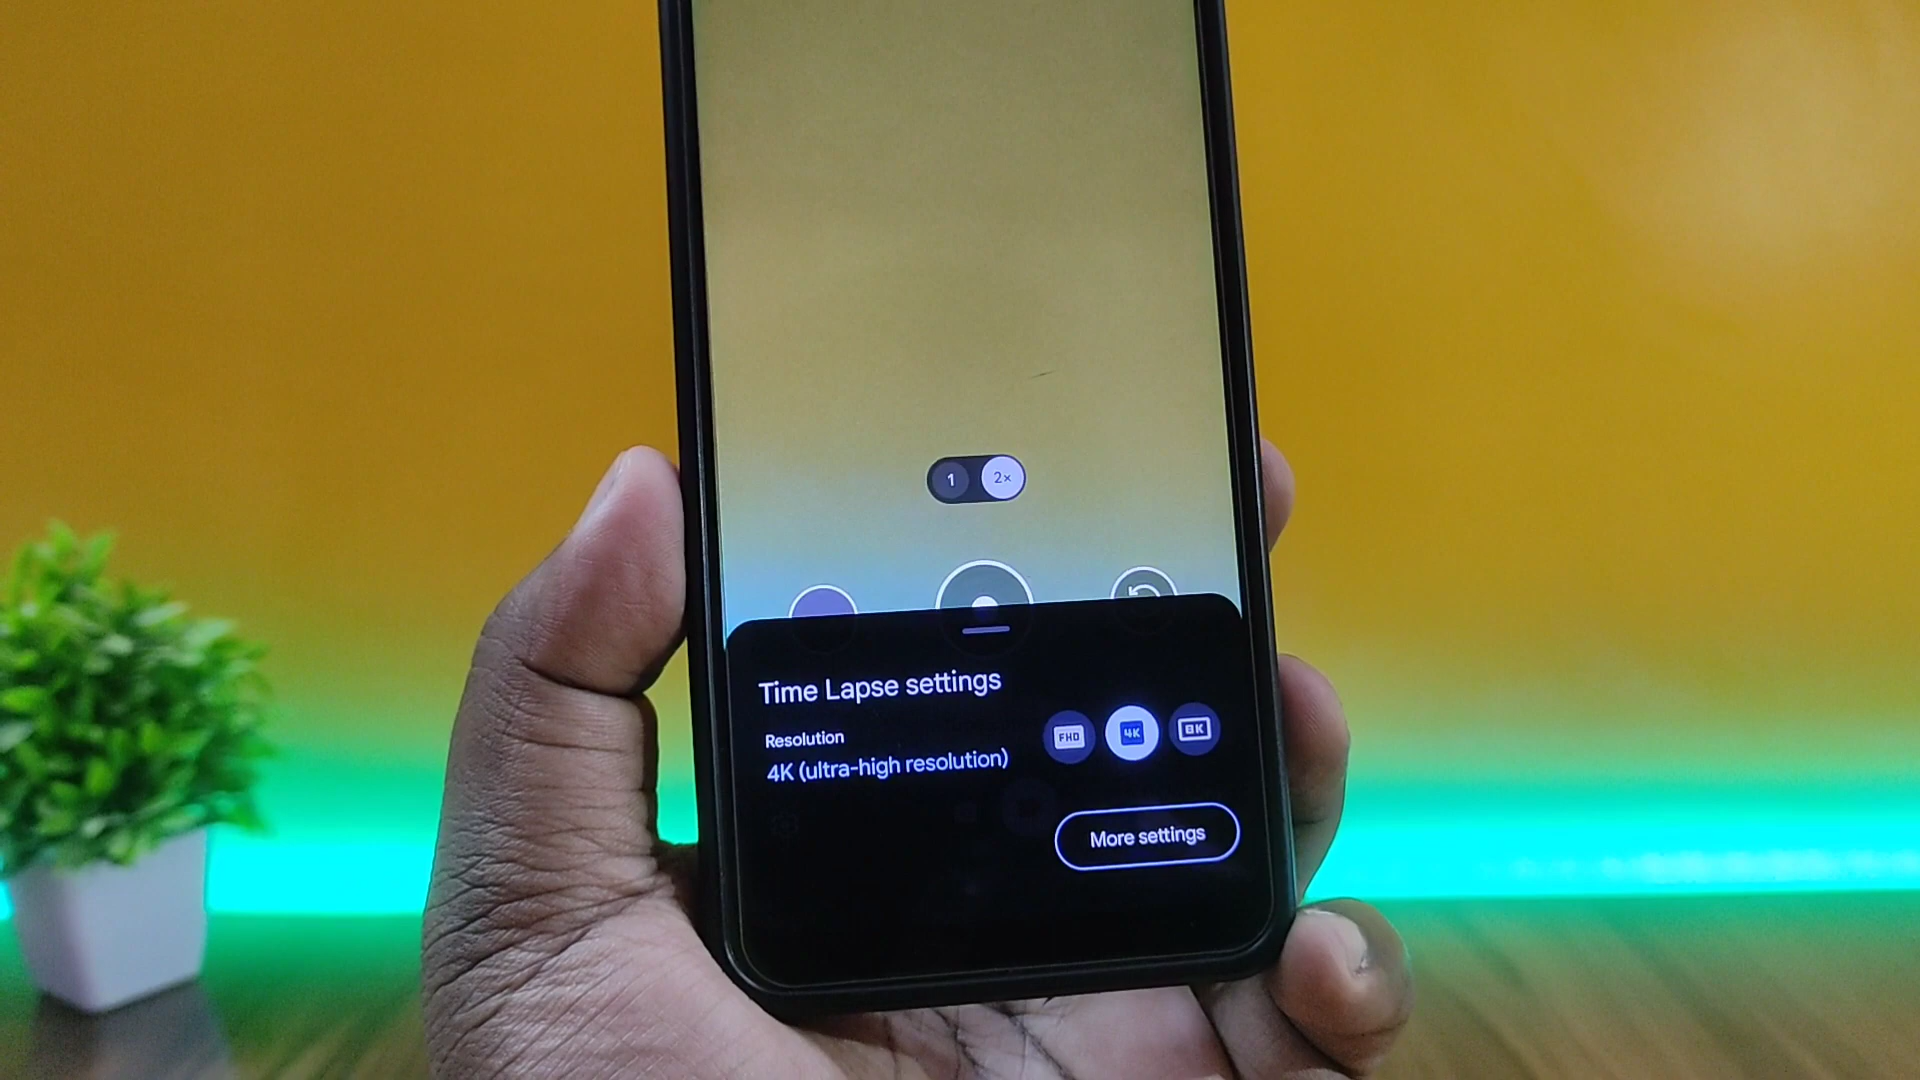 1 2×
Time Lapse settings
Resolution
4K (ultra-high resolution)
FHD 4K 8K
More settings